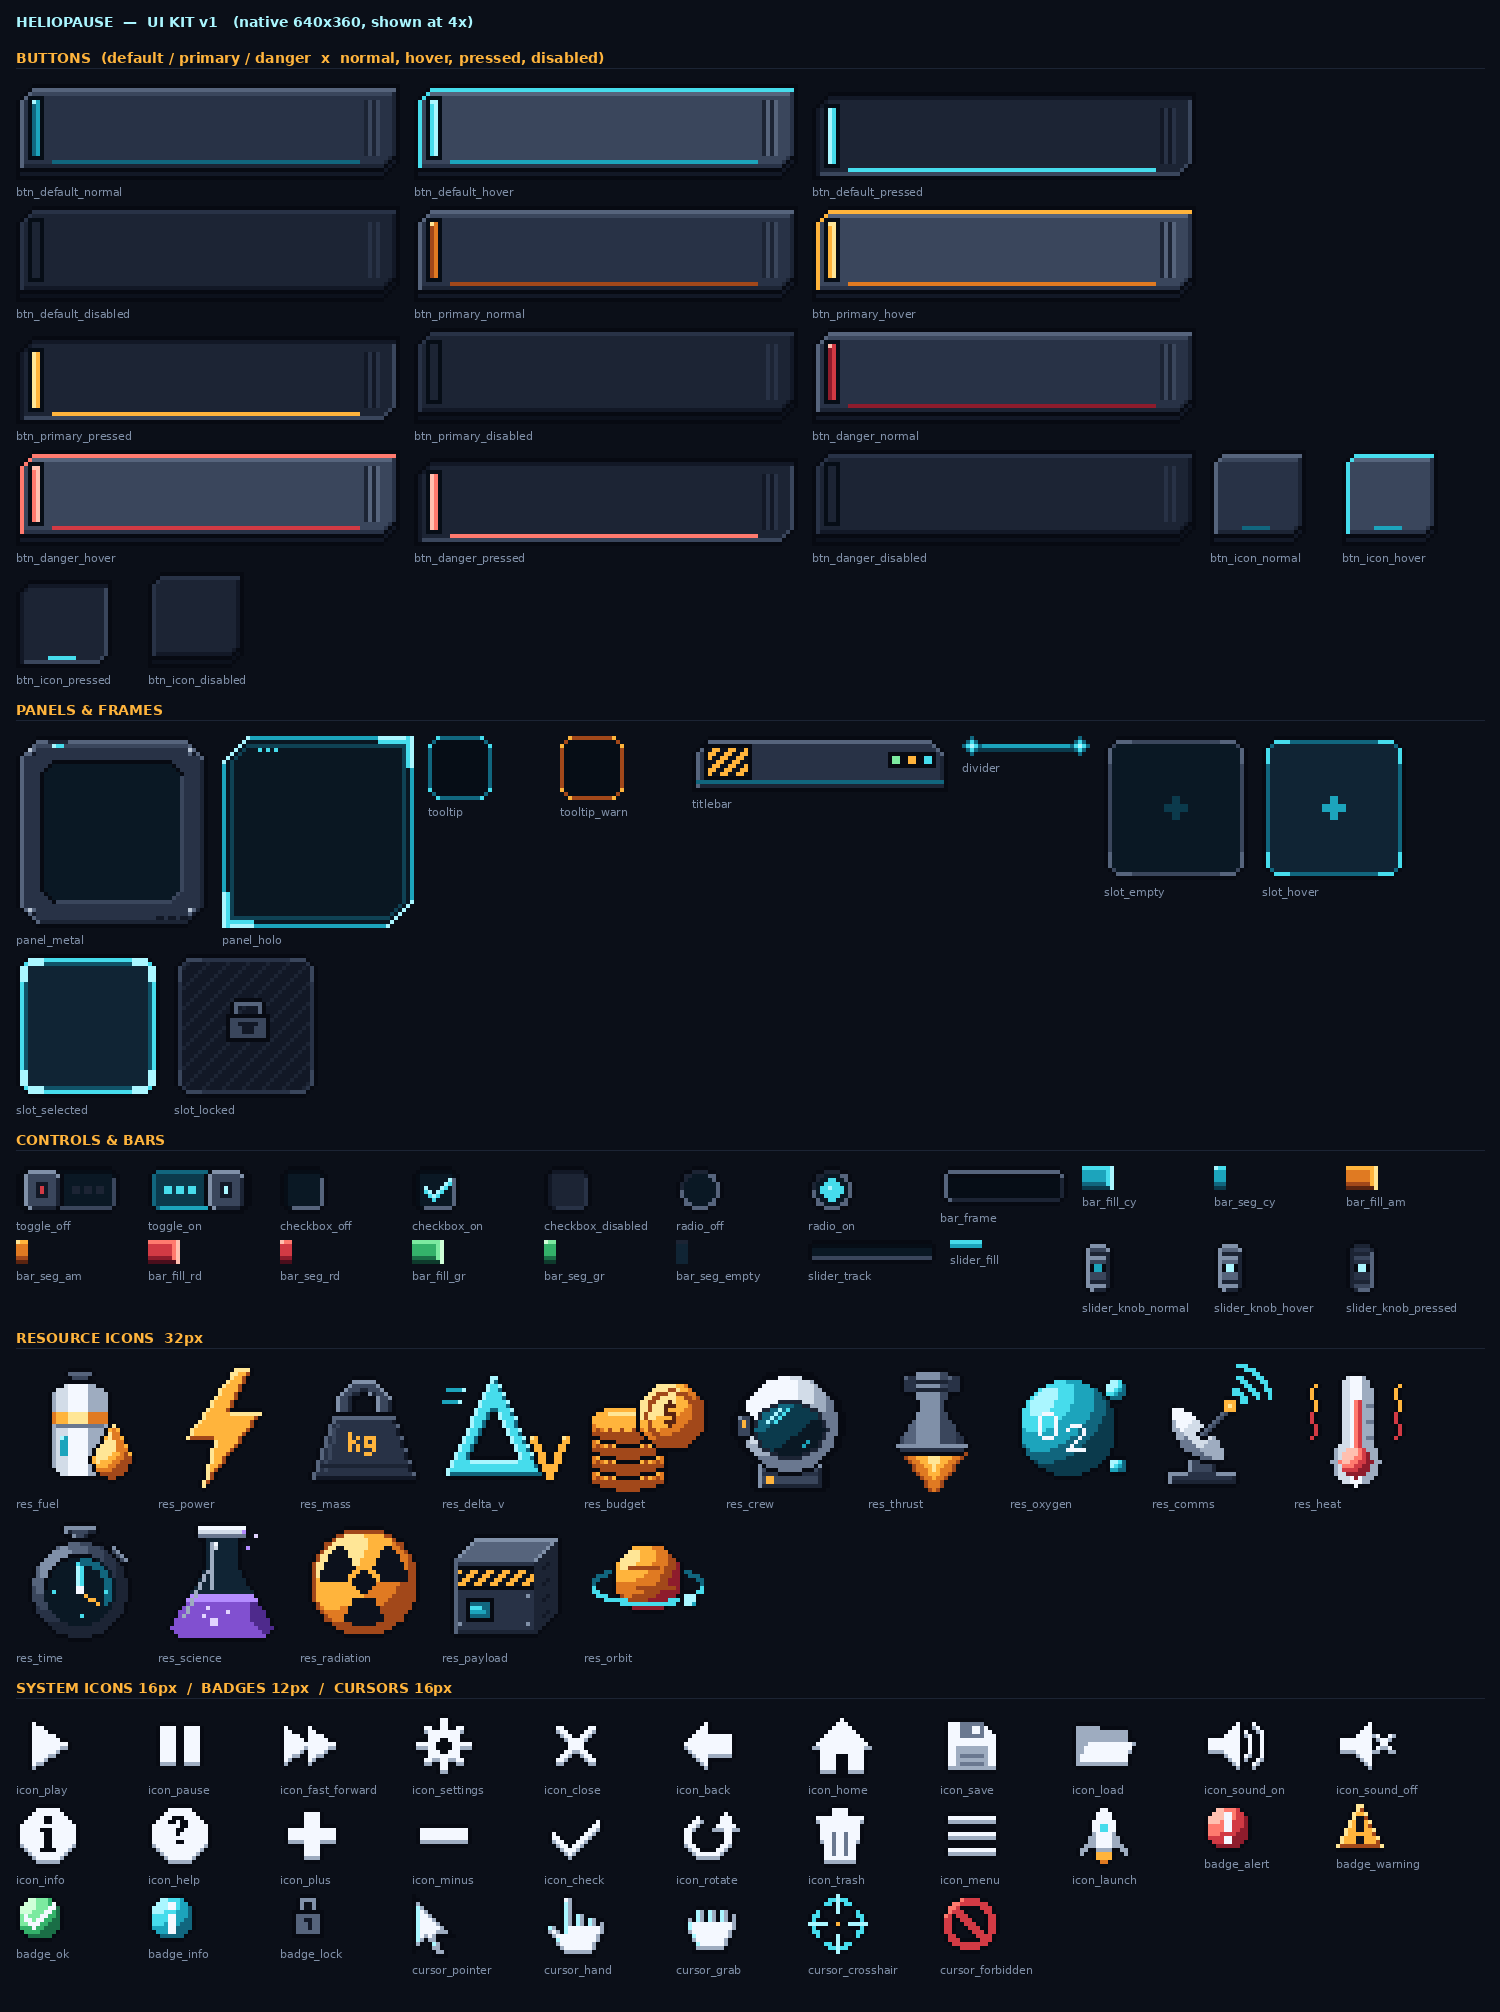 HELIOPAUSE — UI KIT v1 (native 640x360, shown at 4x)
BUTTONS (default / primary / danger x normal, hover, pressed, disabled)
btn_default_normal
btn_default_hover
btn_default_pressed
btn_default_disabled
btn_primary_normal
btn_primary_hover
btn_primary_pressed
btn_primary_disabled
btn_danger_normal
btn_danger_hover
btn_danger_pressed
btn_danger_disabled
btn_icon_normal
btn_icon_hover
btn_icon_pressed
btn_icon_disabled
PANELS & FRAMES
panel_metal
panel_holo
tooltip
tooltip_warn
titlebar
divider
slot_empty
slot_hover
slot_selected
slot_locked
CONTROLS & BARS
toggle_off
toggle_on
checkbox_off
checkbox_on
checkbox_disabled
radio_off
radio_on
bar_frame
bar_fill_cy
bar_seg_cy
bar_fill_am
bar_seg_am
bar_fill_rd
bar_seg_rd
bar_fill_gr
bar_seg_gr
bar_seg_empty
slider_track
slider_fill
slider_knob_normal
slider_knob_hover
slider_knob_pressed
RESOURCE ICONS 32px
kg
V
$
O2
res_fuel
res_power
res_mass
res_delta_v
res_budget
res_crew
res_thrust
res_oxygen
res_comms
res_heat
res_time
res_science
res_radiation
res_payload
res_orbit
SYSTEM ICONS 16px / BADGES 12px / CURSORS 16px
icon_play
icon_pause
icon_fast_forward
icon_settings
icon_close
icon_back
icon_home
icon_save
icon_load
icon_sound_on
icon_sound_off
i
?
!
!
icon_info
icon_help
icon_plus
icon_minus
icon_check
icon_rotate
icon_trash
icon_menu
icon_launch
badge_alert
badge_warning
i
badge_ok
badge_info
badge_lock
cursor_pointer
cursor_hand
cursor_grab
cursor_crosshair
cursor_forbidden